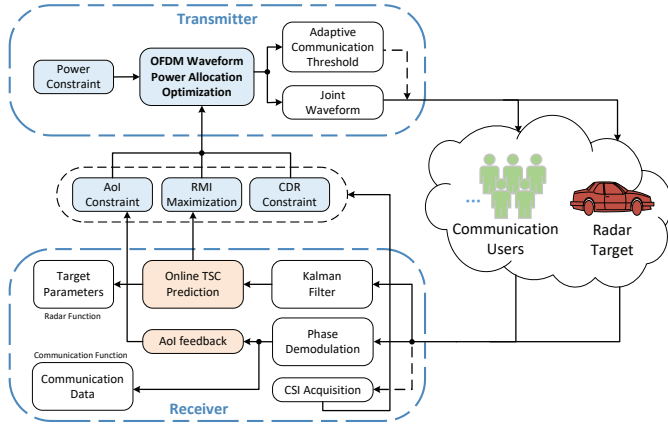 Transmitter
Power
Constraint
OFDM Waveform
Power Allocation
Optimization
Adaptive
Communication
Threshold
Joint
Waveform
AoI
Constraint
RMI
Maximization
CDR
Constraint
...
Communication
Users
Radar
Target
Target
Parameters
Radar Function
Online TSC
Prediction
Kalman
Filter
AoI feedback
Phase
Demodulation
Communication Function
Communication
Data
CSI Acquisition
Receiver